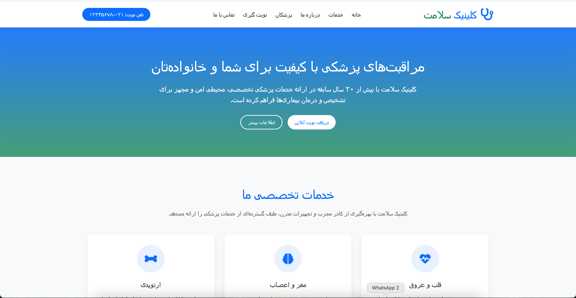 کلینیک سلامت
خانه خدمات درباره ما پزشکان نوبت گیری تماس با ما
تلفن نوبت: ۰۲۱-۱۲۳۴۵۶۷۸
مراقبت‌های پزشکی با کیفیت برای شما و خانواده‌تان
کلینیک سلامت با بیش از ۲۰ سال سابقه در ارائه خدمات پزشکی تخصصی، محیطی امن و مجهز برای
تشخیص و درمان بیماری‌ها فراهم کرده است.
دریافت نوبت آنلاین
اطلاعات بیشتر
خدمات تخصصی ما
کلینیک سلامت با بهره‌گیری از کادر مجرب و تجهیزات مدرن، طیف گسترده‌ای از خدمات پزشکی را ارائه می‌دهد.
قلب و عروق
مغز و اعصاب
ارتوپدی
WhatsApp 2